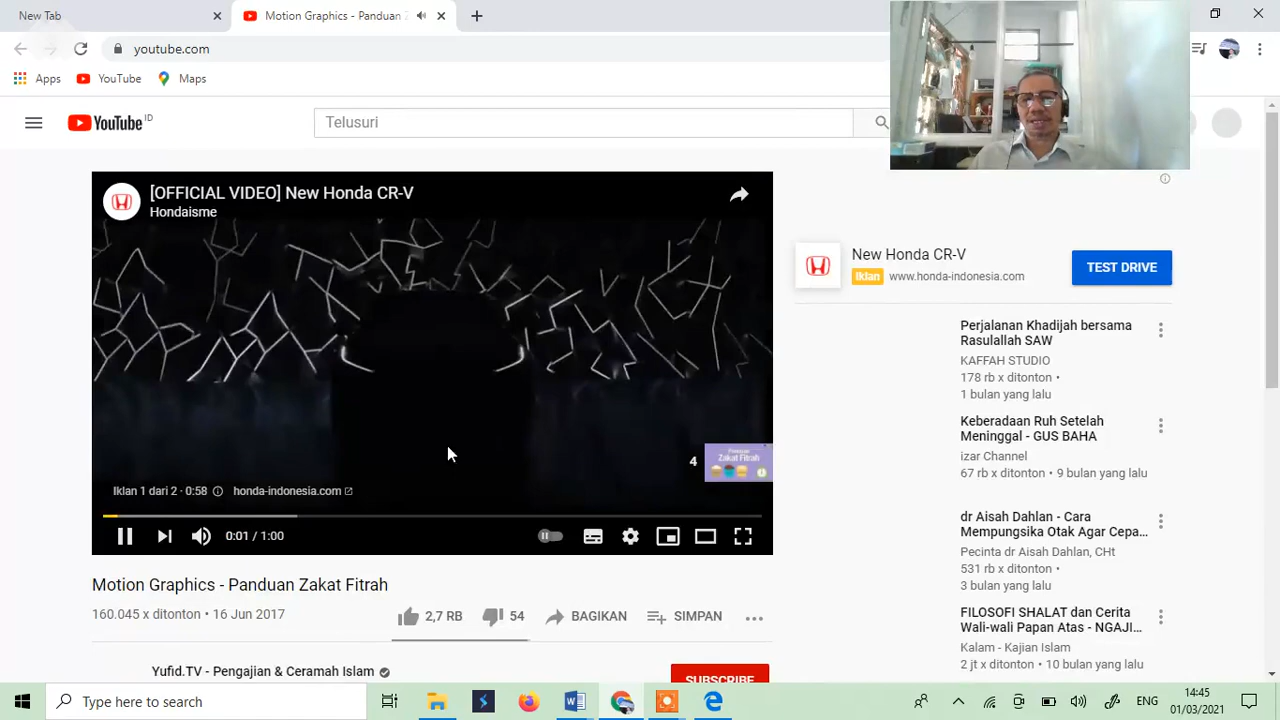 New Tab
Motion Graphics - Panduan Zakat F
youtube.com
Apps
YouTube
Maps
YouTube ID
Telusuri
[OFFICIAL VIDEO] New Honda CR-V
Hondaisme
4
Panduan
Zakat Fitrah
Iklan 1 dari 2 · 0:58
honda-indonesia.com
0:01 / 1:00
Motion Graphics - Panduan Zakat Fitrah
160.045 x ditonton • 16 Jun 2017
2,7 RB
54
BAGIKAN
SIMPAN
Yufid.TV - Pengajian & Ceramah Islam
SUBSCRIBE
New Honda CR-V
Iklan www.honda-indonesia.com
TEST DRIVE
Perjalanan Khadijah bersama
Rasulallah SAW
KAFFAH STUDIO
178 rb x ditonton •
1 bulan yang lalu
Keberadaan Ruh Setelah
Meninggal - GUS BAHA
izar Channel
67 rb x ditonton • 9 bulan yang lalu
dr Aisah Dahlan - Cara
Mempungsika Otak Agar Cepa...
Pecinta dr Aisah Dahlan, CHt
531 rb x ditonton •
3 bulan yang lalu
FILOSOFI SHALAT dan Cerita
Wali-wali Papan Atas - NGAJI...
Kalam - Kajian Islam
2 jt x ditonton • 10 bulan yang lalu
Type here to search
ENG
14:45
01/03/2021